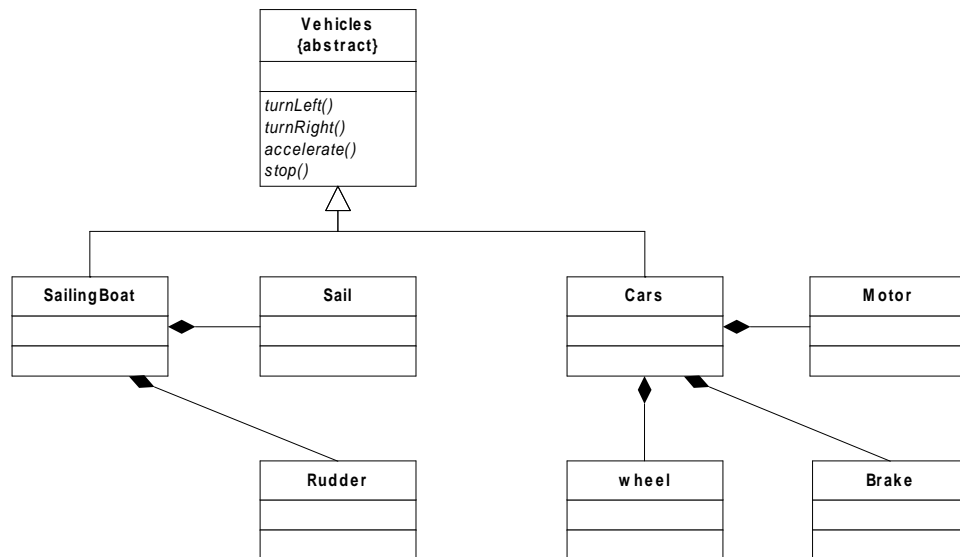 Vehicles
{abstract}
turnLeft()
turnRight()
accelerate()
stop()
SailingBoat
Sail
Cars
Motor
Rudder
wheel
Brake